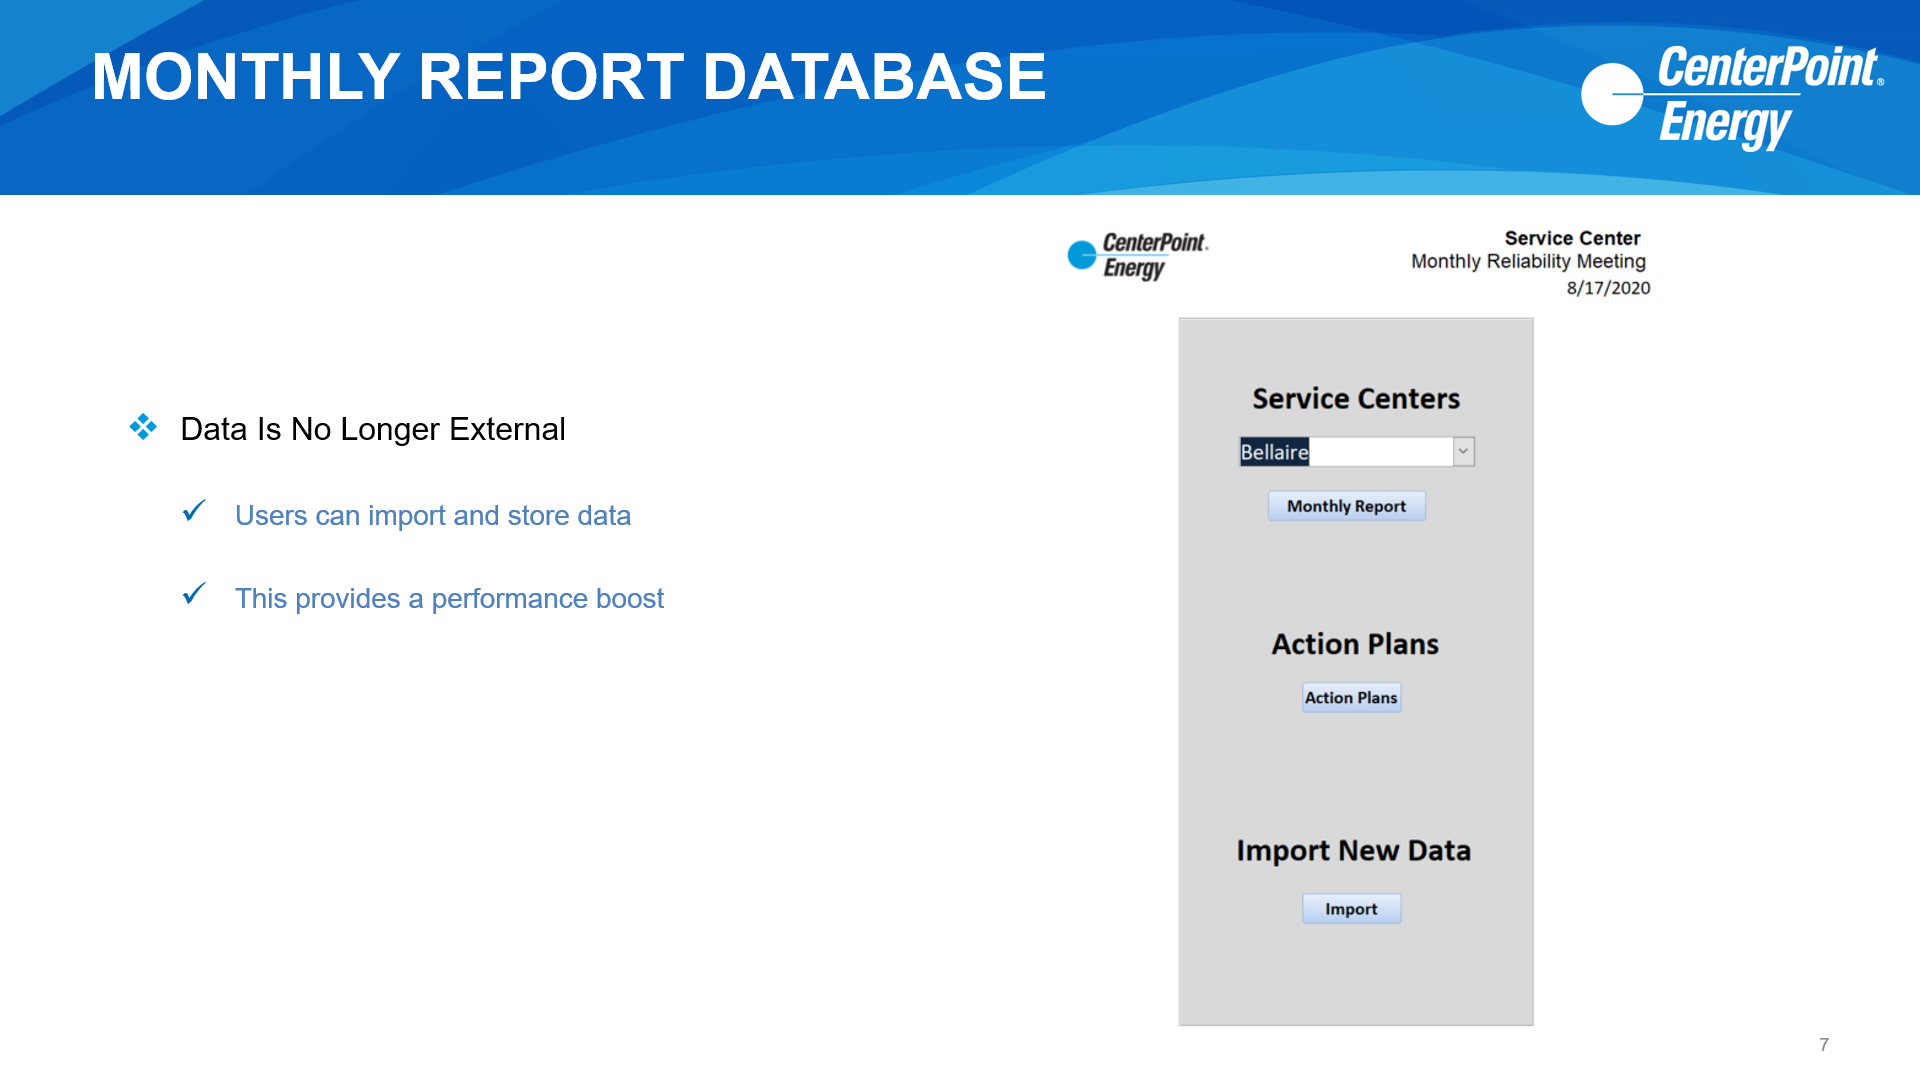 MONTHLY REPORT DATABASE
CenterPoint®
Energy
Data Is No Longer External
Users can import and store data
This provides a performance boost
CenterPoint®
Energy
Service Center
Monthly Reliability Meeting
8/17/2020
Service Centers
Bellaire
Monthly Report
Action Plans
Action Plans
Import New Data
Import
7